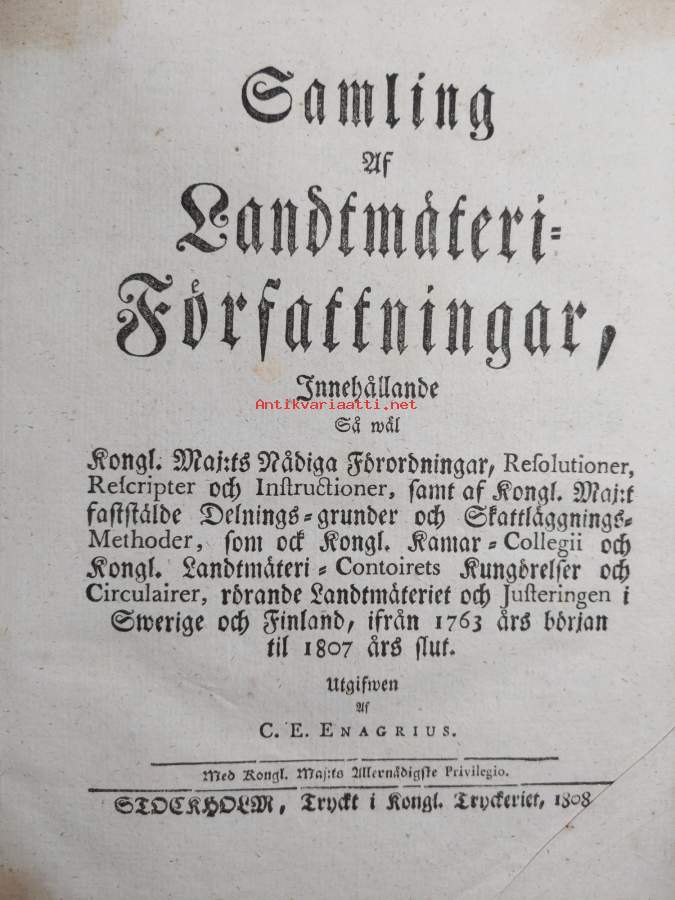 Samling
Af
Landtmäteri-
Författningar,
Innehållande
Antikvariaatti.net
Så wäl
Kongl. Maj:ts Nådiga Förordningar, Resolutioner,
Rescripter och Instructioner, samt af Kongl. Maj:t
fastställde Delnings-grunder och Skattläggnings-
Methoder, som ock Kongl. Kamar-Collegii och
Kongl. Landtmäteri-Contoirets Kungörelser och
Circulairer, rörande Landtmäteriet och Justeringen i
Swerige och Finland, ifrån 1763 års början
til 1807 års slut.
Utgifwen
Af
C. E. ENAGRIUS.
Med Kongl. Maj:ts Allernådigste Privilegio.
STOCKHOLM, Tryckt i Kongl. Tryckeriet, 1808